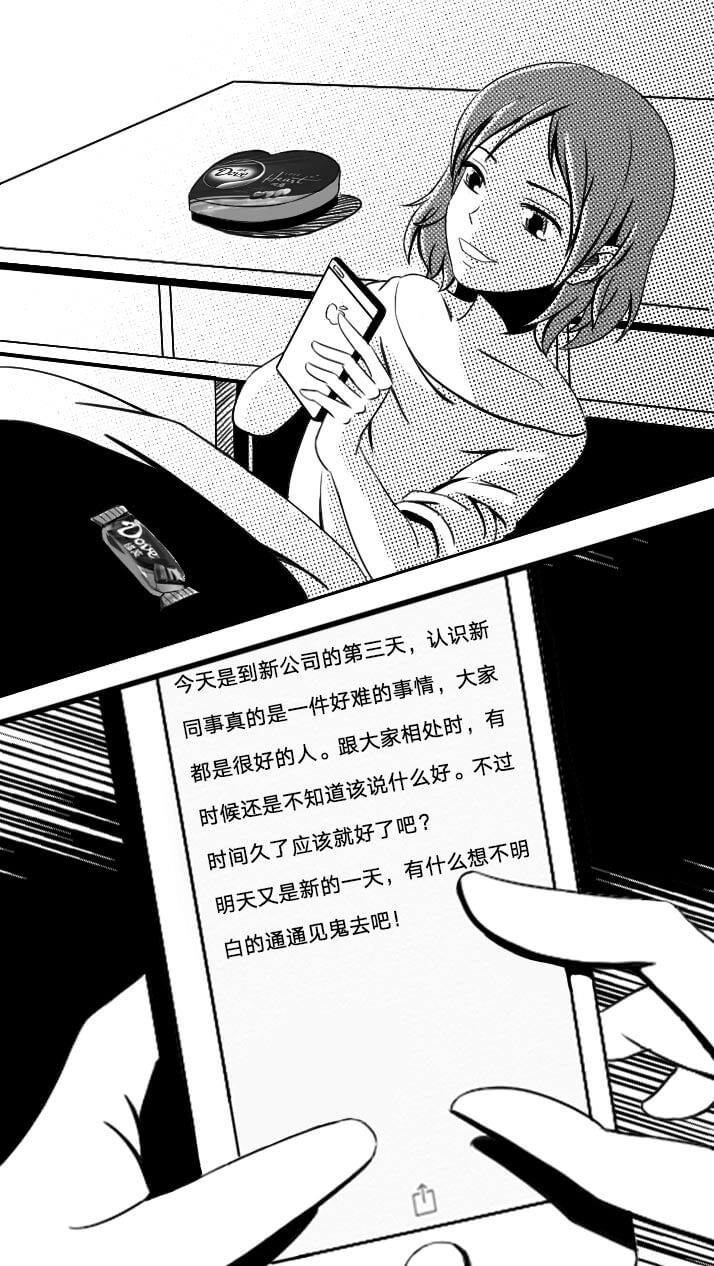 Dove
Heart
Dove
德芙
今天是到新公司的第三天，认识新
同事真的是一件好难的事情，大家
都是很好的人。跟大家相处时，有
时候还是不知道该说什么好。不过
时间久了应该就好了吧？
明天又是新的一天，有什么想不明
白的通通见鬼去吧！